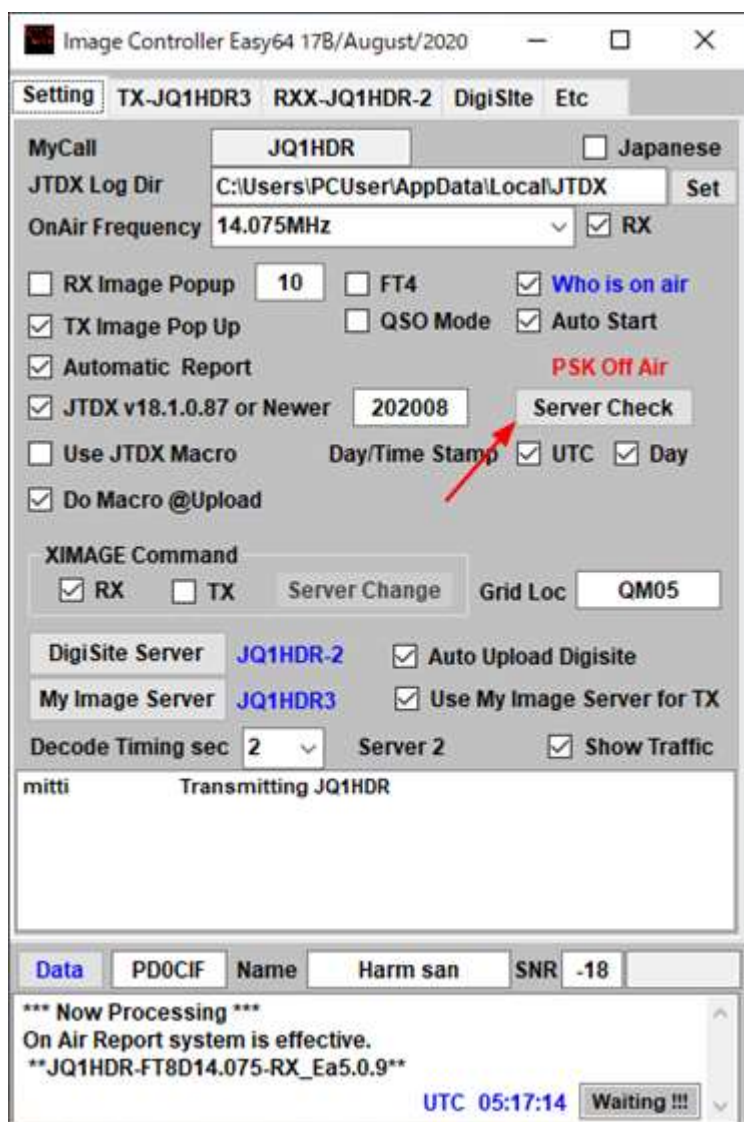 Image Controller Easy64 17B/August/2020
Setting TX-JQ1HDR3 RXX-JQ1HDR-2 DigiSIte Etc
MyCall JQ1HDR Japanese
JTDX Log Dir C:\Users\PCUser\AppData\Local\JTDX Set
OnAir Frequency 14.075MHz RX
RX Image Popup 10 FT4 Who is on air
TX Image Pop Up QSO Mode Auto Start
Automatic Report PSK Off Air
JTDX v18.1.0.87 or Newer 202008 Server Check
Use JTDX Macro Day/Time Stamp UTC Day
Do Macro @Upload
XIMAGE Command
RX TX Server Change Grid Loc QM05
DigiSite Server JQ1HDR-2 Auto Upload Digisite
My Image Server JQ1HDR3 Use My Image Server for TX
Decode Timing sec 2 Server 2 Show Traffic
mitti Transmitting JQ1HDR
Data PD0CIF Name Harm san SNR -18
*** Now Processing ***
On Air Report system is effective.
**JQ1HDR-FT8D14.075-RX_Ea5.0.9**
UTC 05:17:14 Waiting !!!